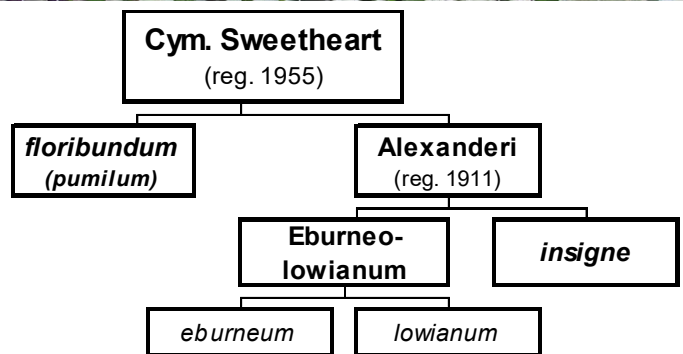 Cym. Sweetheart
(reg. 1955)
floribundum
(pumilum)
Alexanderi
(reg. 1911)
Eburneo-
lowianum
insigne
eburneum
lowianum